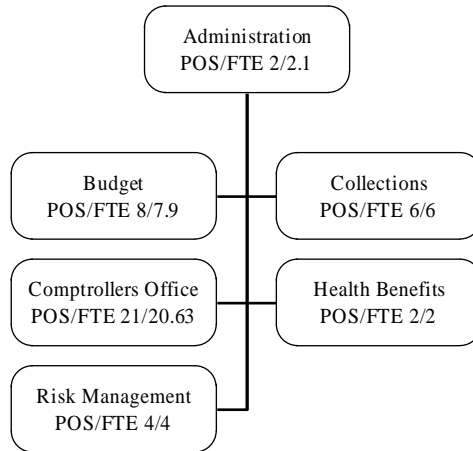 Administration
POS/FTE 2/2.1
Budget
POS/FTE 8/7.9
Collections
POS/FTE 6/6
Comptrollers Office
POS/FTE 21/20.63
Health Benefits
POS/FTE 2/2
Risk Management
POS/FTE 4/4